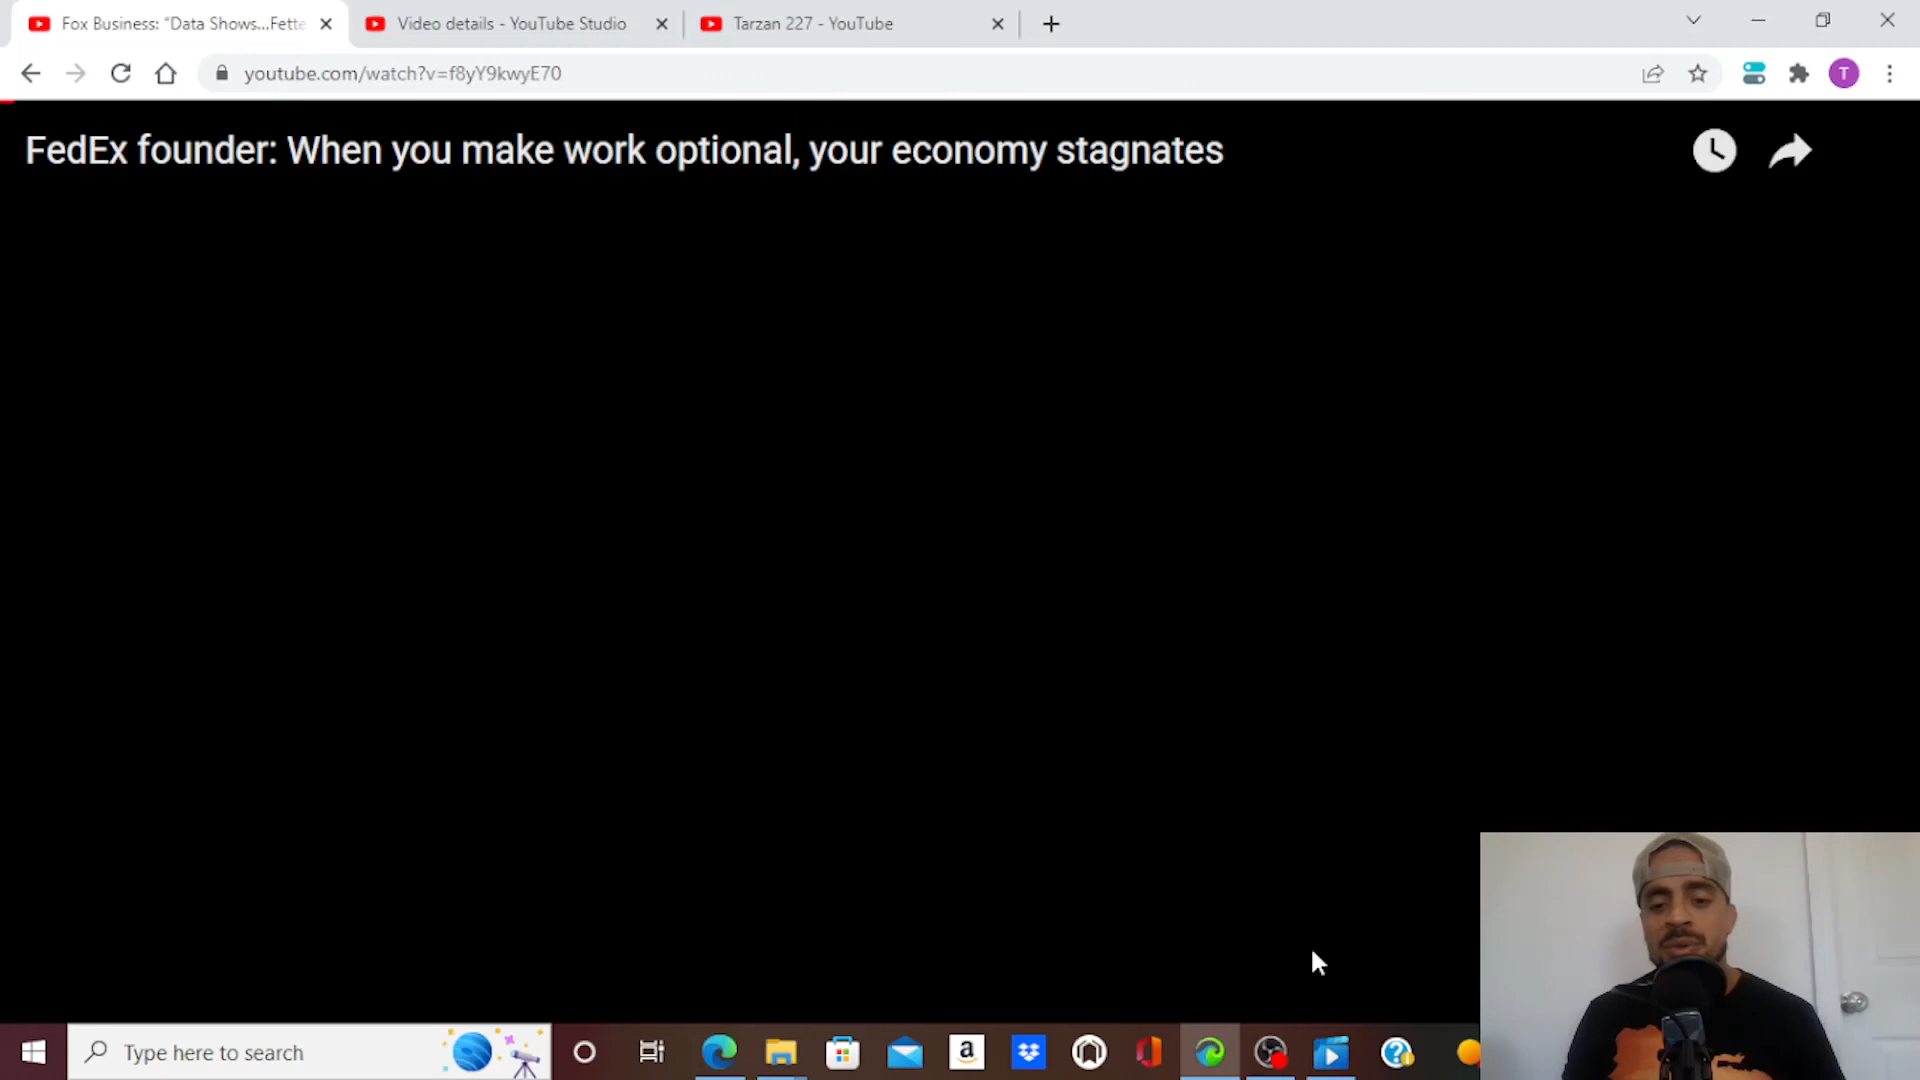 Fox Business: "Data Shows...Fette
Video details - YouTube Studio
Tarzan 227 - YouTube
youtube.com/watch?v=f8yY9kwyE70
T
FedEx founder: When you make work optional, your economy stagnates
Type here to search
a